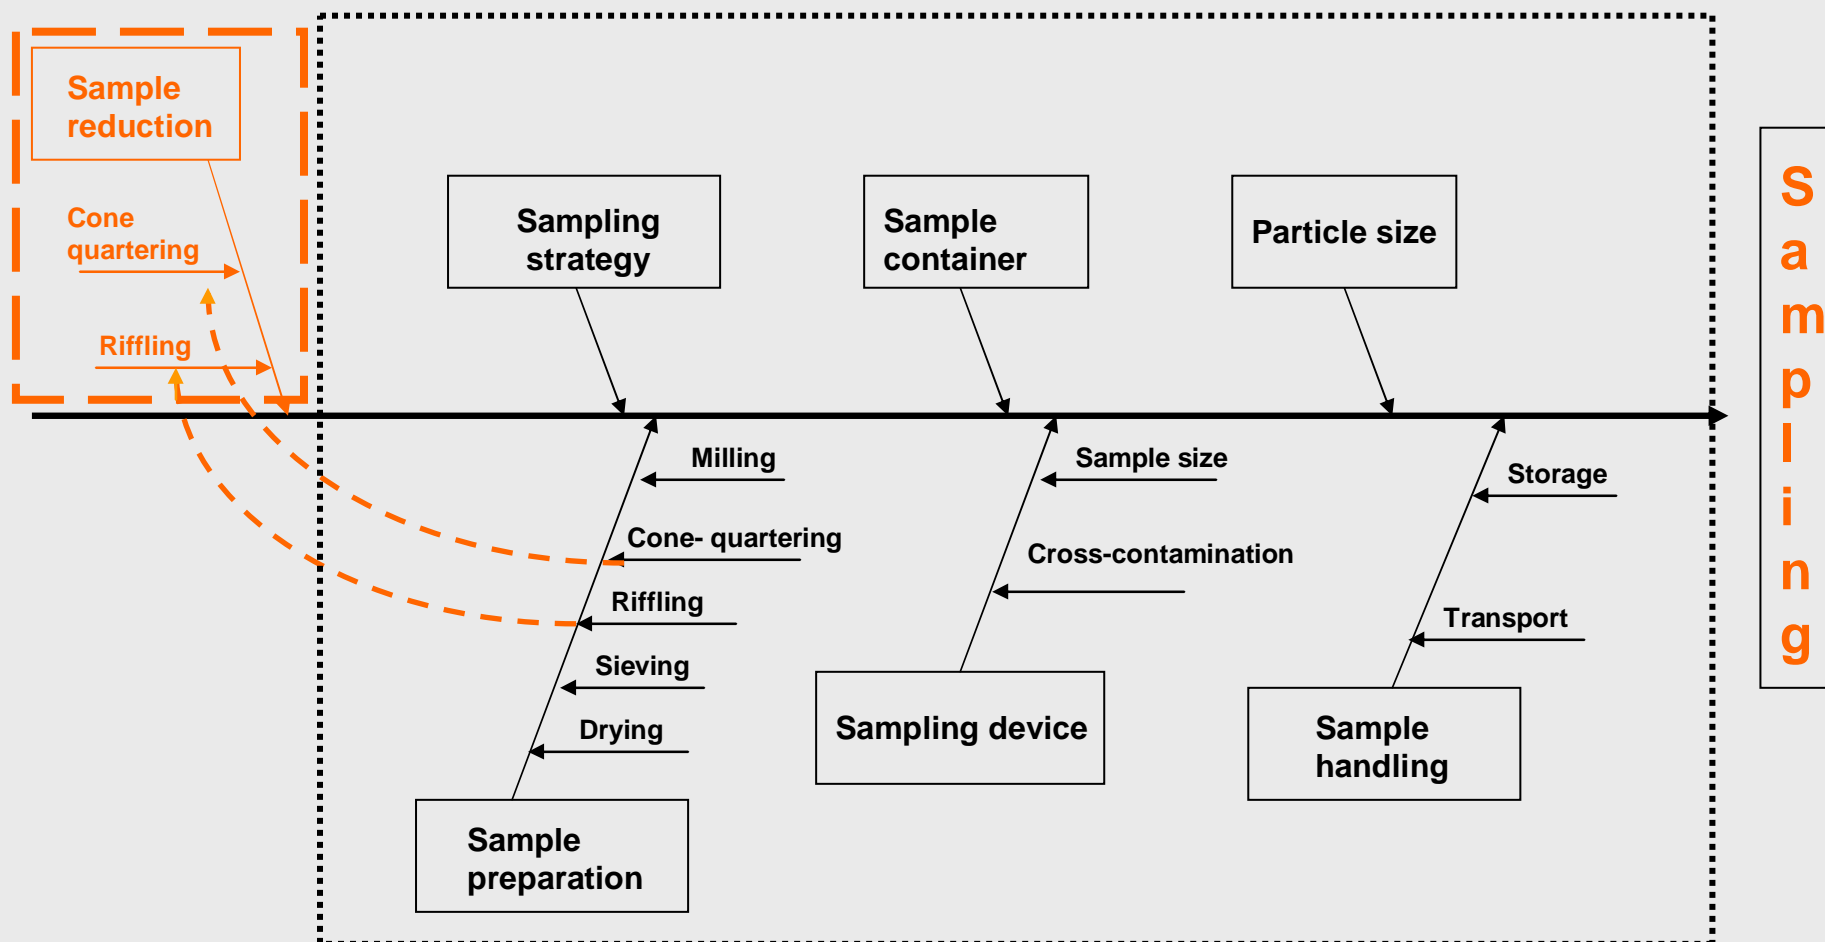 Sample
reduction
Cone
quartering
Riffling
Sampling
strategy
Sample
container
Particle size
Milling
Cone- quartering
Riffling
Sieving
Drying
Sample
preparation
Sample size
Cross-contamination
Sampling device
Storage
Transport
Sample
handling
S
a
m
p
l
i
n
g